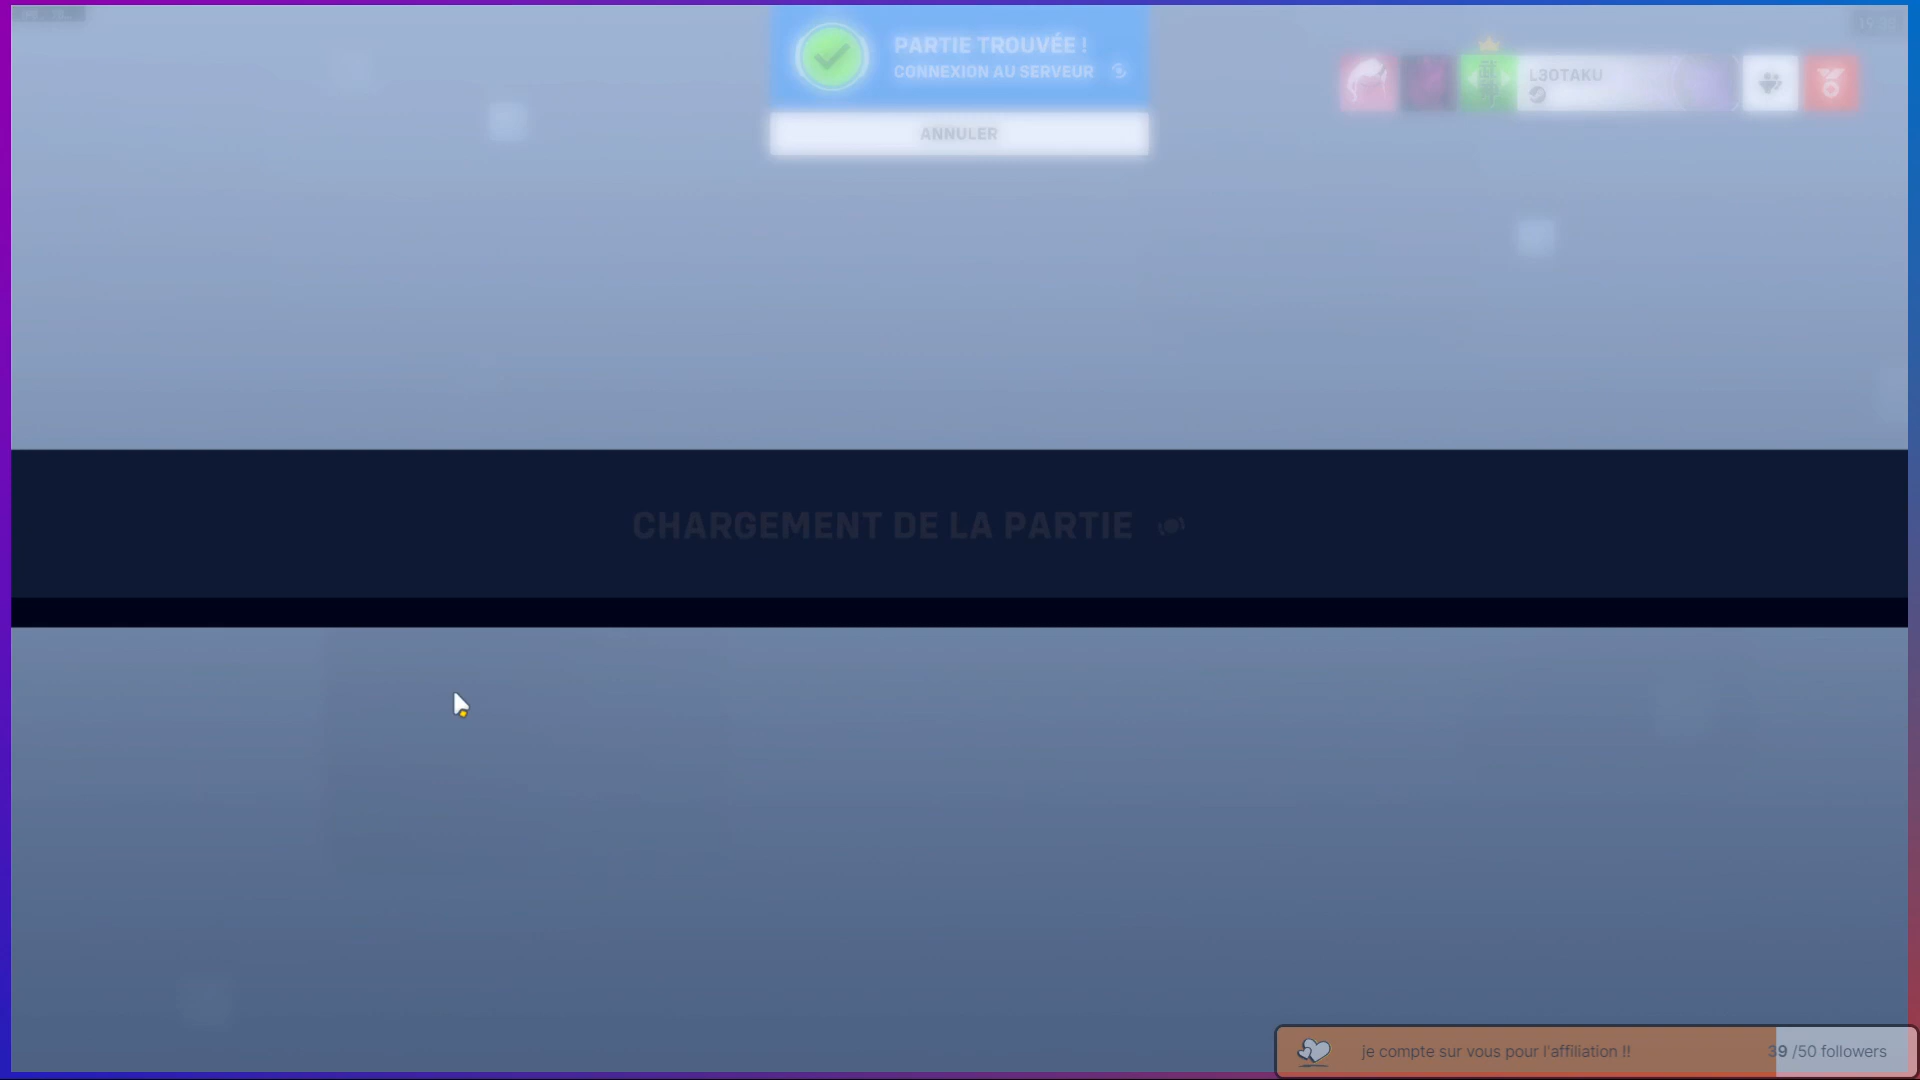 PARTIE TROUVÉE !
CONNEXION AU SERVEUR
ANNULER
L3OTAKU
CHARGEMENT DE LA PARTIE
je compte sur vous pour l'affiliation !!
39 /50 followers